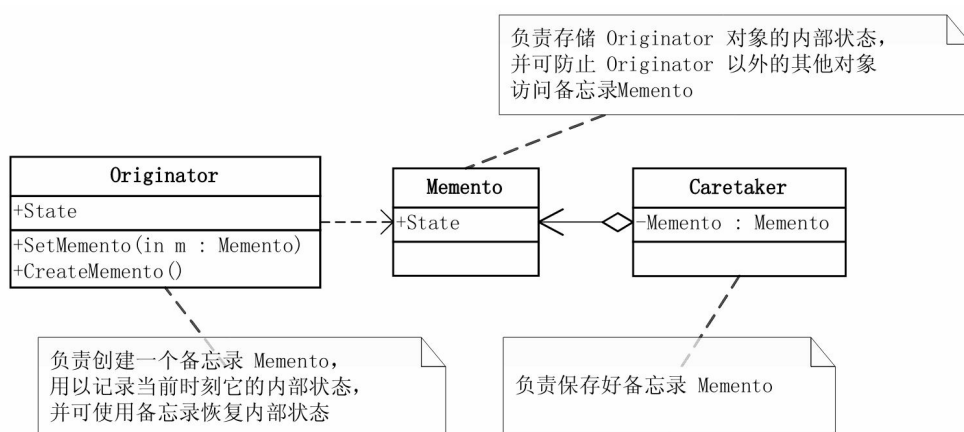 负责存储 Originator 对象的内部状态，
并可防止 Originator 以外的其他对象
访问备忘录Memento
Originator
+State
+SetMemento(in m : Memento)
+CreateMemento()
Memento
+State
Caretaker
-Memento : Memento
负责创建一个备忘录 Memento，
用以记录当前时刻它的内部状态，
并可使用备忘录恢复内部状态
负责保存好备忘录 Memento